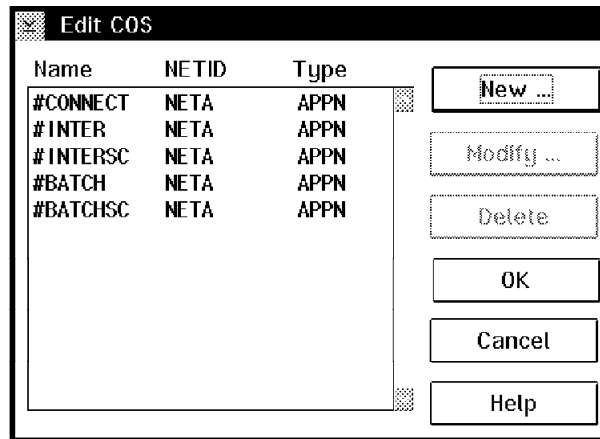 Edit COS
Name NETID Type
#CONNECT NETA APPN
#INTER NETA APPN
#INTERSC NETA APPN
#BATCH NETA APPN
#BATCHSC NETA APPN
New ...
Modify ...
Delete
OK
Cancel
Help